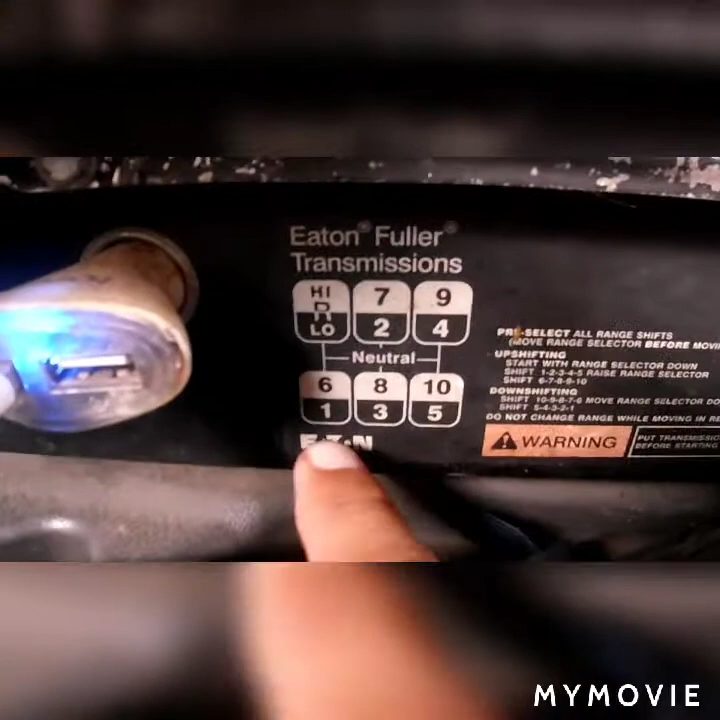 Eaton® Fuller®
Transmissions
HI R LO
7 2
9 4
Neutral
6 1
8 3
10 5
PRE-SELECT ALL RANGE SHIFTS
(MOVE RANGE SELECTOR BEFORE
UPSHIFTING
START WITH RANGE SELECTOR DOWN
SHIFT 1-2-3-4-5 RAISE RANGE SELECTOR
SHIFT 6-7-8-9-10
DOWNSHIFTING
SHIFT 10-9-8-7-6 MOVE RANGE SELECTOR
SHIFT 5-4-3-2-1
DO NOT CHANGE RANGE WHILE MOVING IN
WARNING
PUT
BEFORE STARTING
MYMOVIE